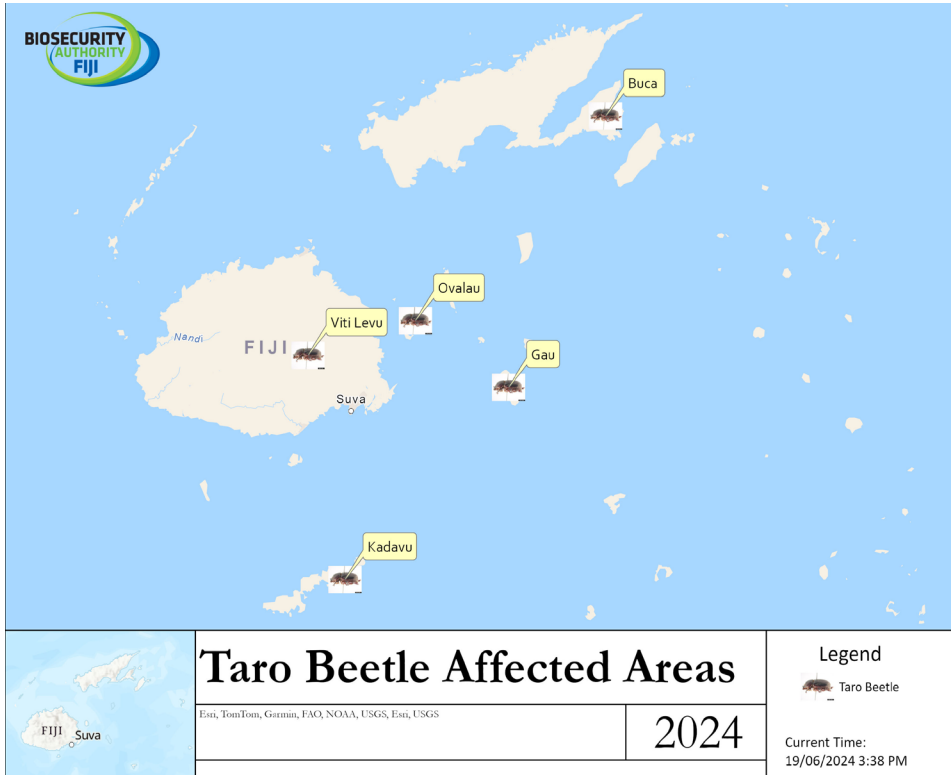 BIOSECURITY
AUTHORITY
FIJI
Buca
Ovalau
Viti Levu
Nandi
FIJI
Gau
Suva
Kadavu
FIJI
Suva
Taro Beetle Affected Areas
Esri, TomTom, Garmin, FAO, NOAA, USGS, Esri, USGS
2024
Legend
Taro Beetle
Current Time:
19/06/2024 3:38 PM